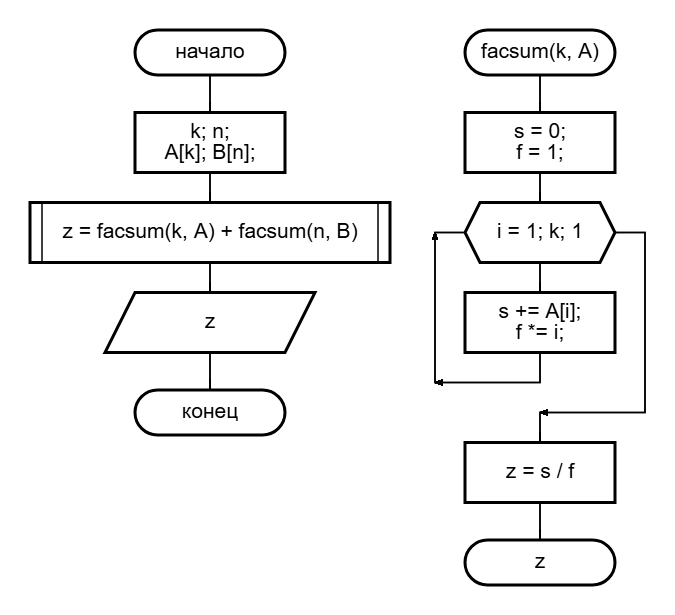 начало
k; n;
A[k]; B[n];
z = facsum(k, A) + facsum(n, B)
z
конец
facsum(k, A)
s = 0;
f = 1;
i = 1; k; 1
s += A[i];
f *= i;
z = s / f
z